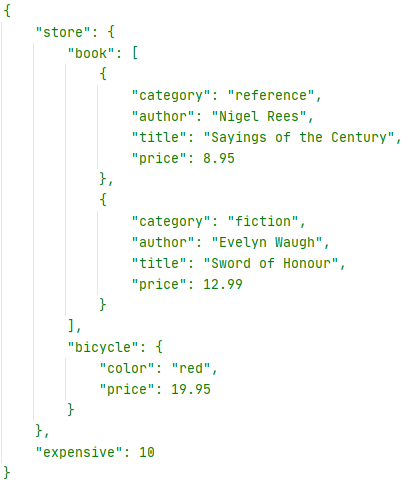 {
    "store": {
        "book": [
            {
                "category": "reference",
                "author": "Nigel Rees",
                "title": "Sayings of the Century",
                "price": 8.95
            },
            {
                "category": "fiction",
                "author": "Evelyn Waugh",
                "title": "Sword of Honour",
                "price": 12.99
            }
        ],
        "bicycle": {
            "color": "red",
            "price": 19.95
        }
    },
    "expensive": 10
}